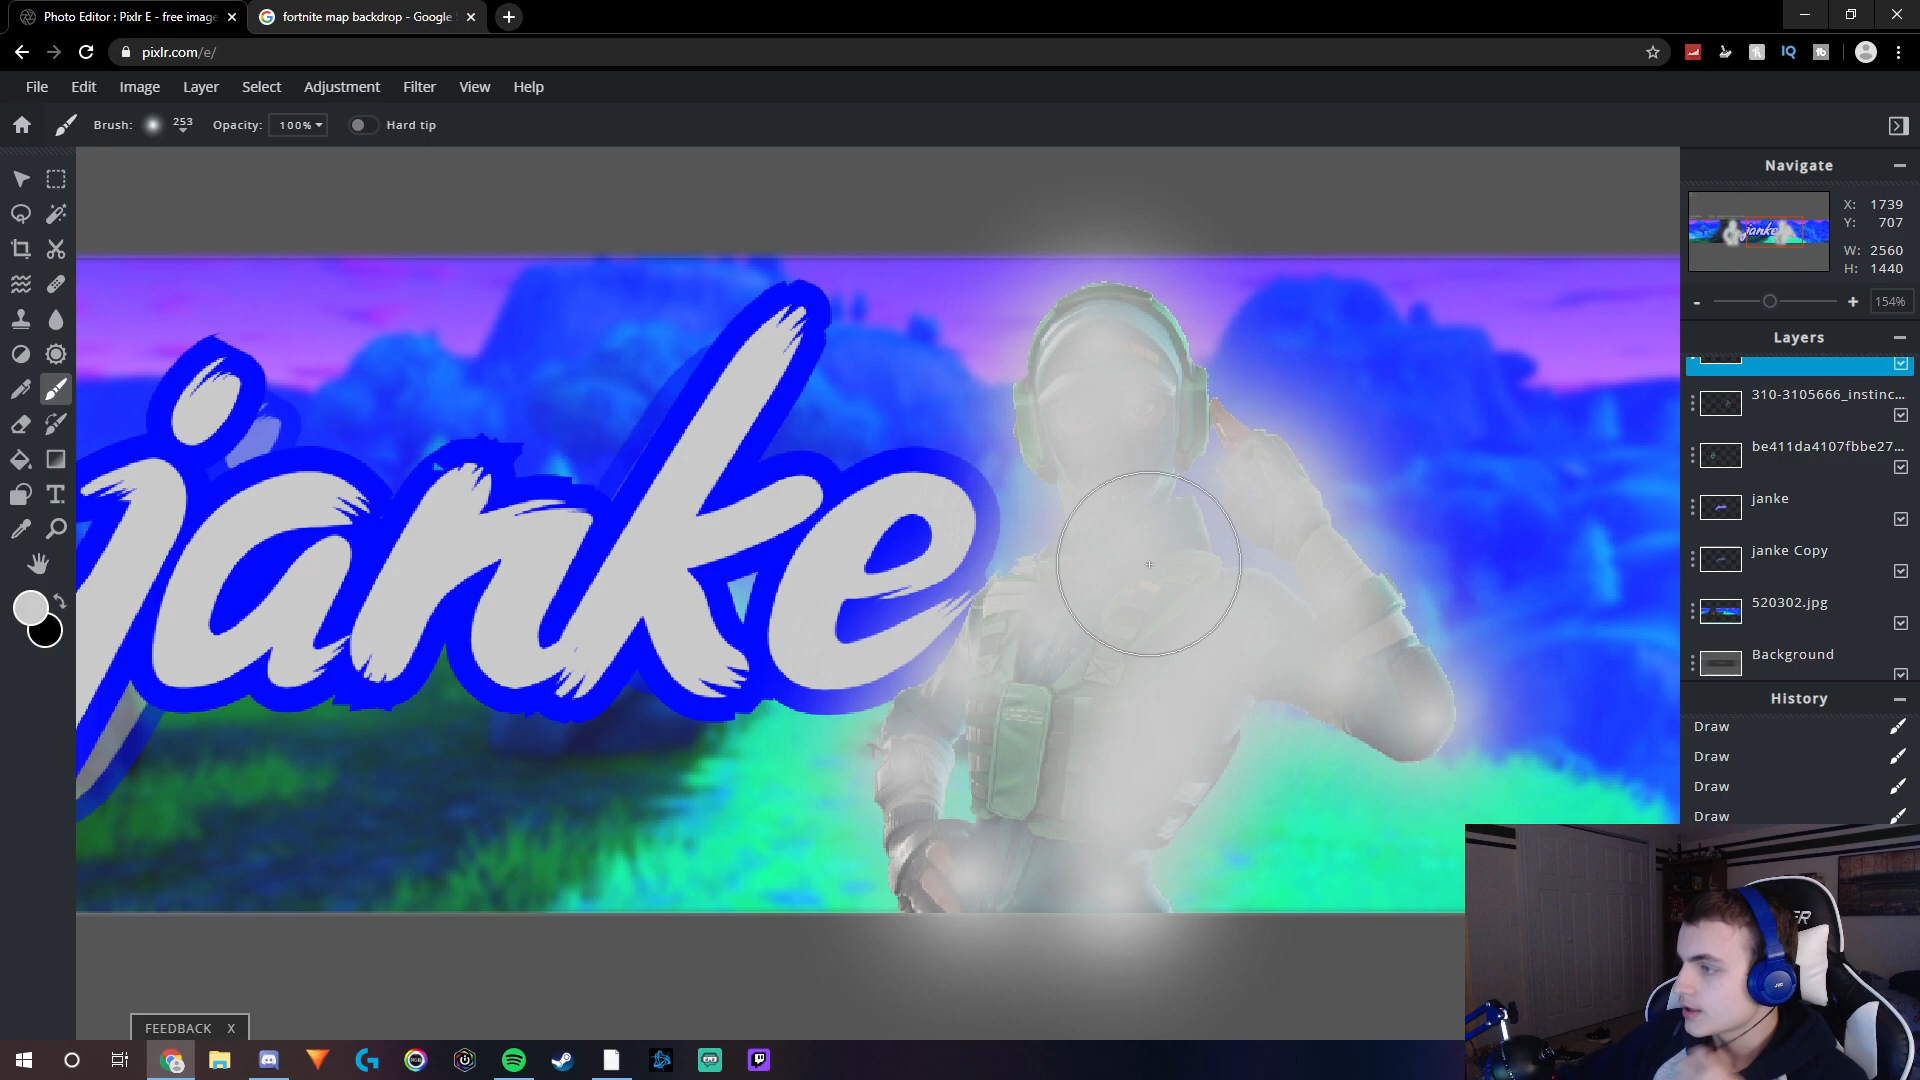 Photo Editor : Pixlr E - free image
fortnite map backdrop - Google
pixlr.com/e/
File Edit Image Layer Select Adjustment Filter View Help
Brush: 253 Opacity: 100% Hard tip
Navigate
X: 1739
Y: 707
W: 2560
H: 1440
- + 154%
Layers
310-3105666_instinc...
be411da4107fbbe27...
janke
janke Copy
520302.jpg
Background
History
Draw
Draw
Draw
Draw
janke
FEEDBACK X